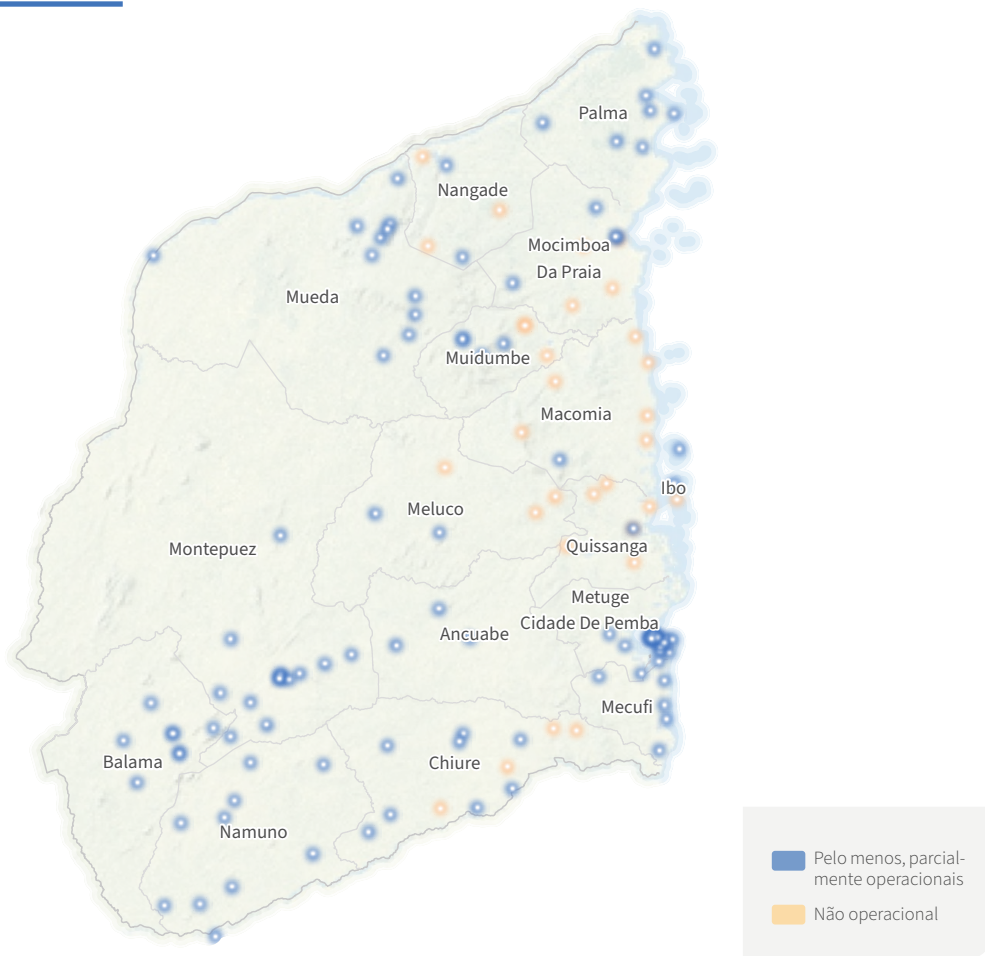 Palma
Nangade
Mocimboa
Da Praia
Mueda
Muidumbe
Macomia
Ibo
Meluco
Montepuez
Quissanga
Metuge
Cidade De Pemba
Ancuabe
Mecufi
Balama
Chiure
Namuno
Pelo menos, parcial-
mente operacionais
Não operacional